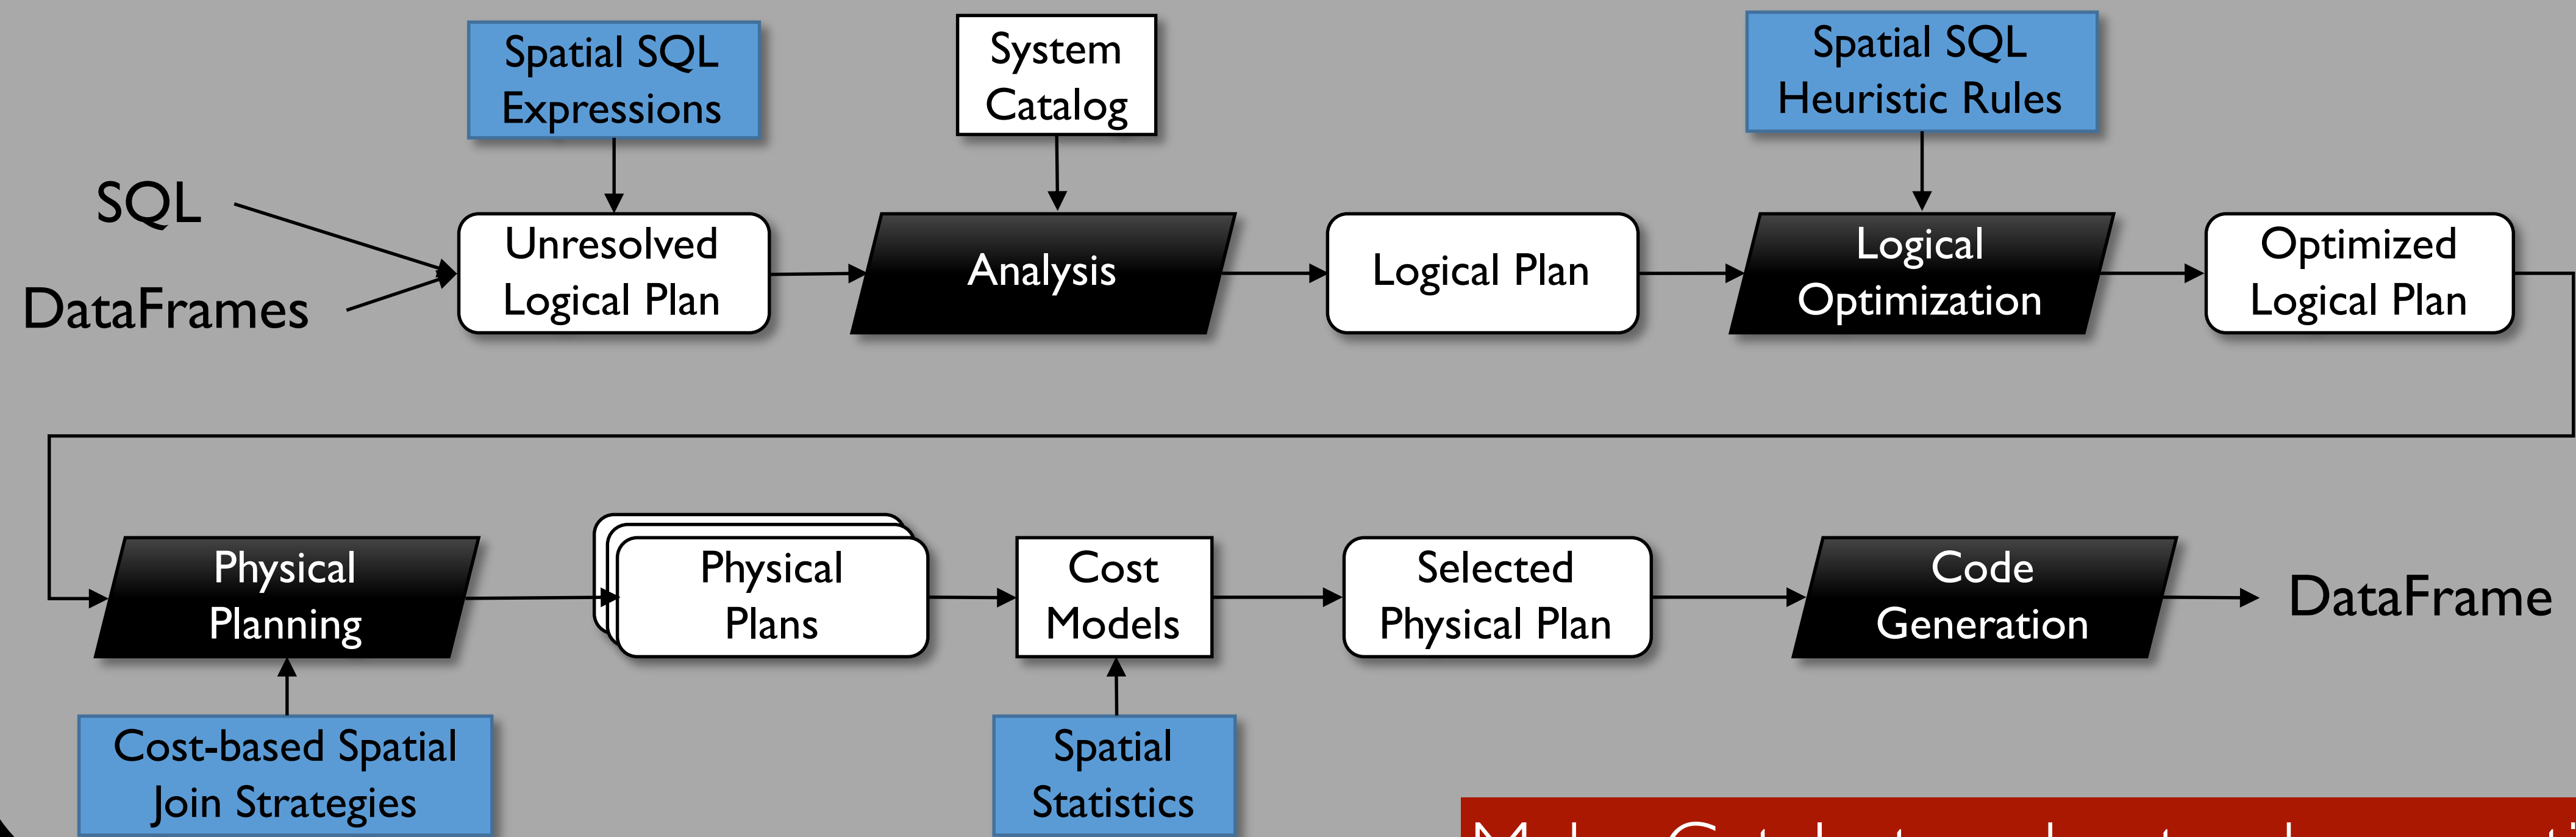 Spatial SQL
Expressions
System
Catalog
Spatial SQL
Heuristic Rules
SQL
DataFrames
Unresolved
Logical Plan
Analysis
Logical Plan
Logical
Optimization
Optimized
Logical Plan
Physical
Planning
Physical
Plans
Cost
Models
Selected
Physical Plan
Code
Generation
DataFrame
Cost-based Spatial
Join Strategies
Spatial
Statistics